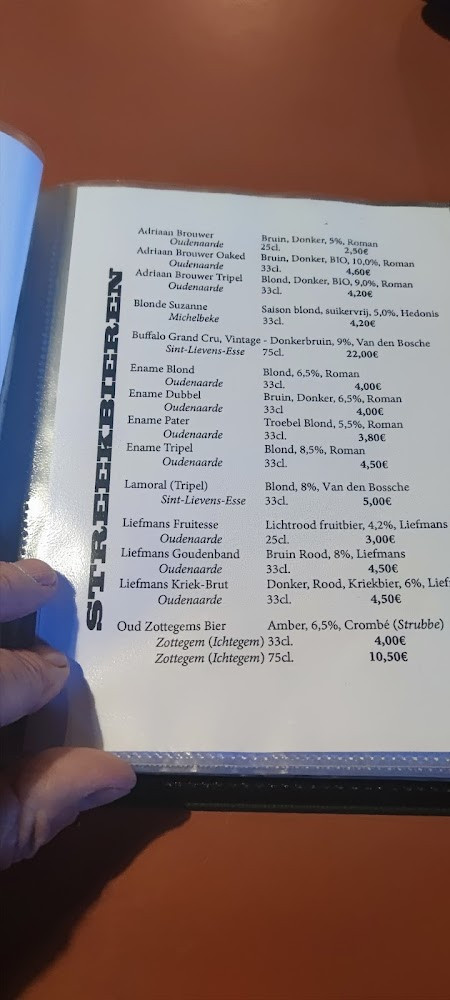 STREEKBIEREN
Adriaan Brouwer Bruin, Donker, 5%, Roman
Oudenaarde 25cl. 2,50€
Adriaan Brouwer Oaked Bruin, Donker, BIO, 10,0%, Roman
Oudenaarde 33cl. 4,60€
Adriaan Brouwer Tripel Blond, Donker, BIO, 9,0%, Roman
Oudenaarde 33cl. 4,20€
Blonde Suzanne Saison blond, suikervrij, 5,0%, Hedonis
Michelbeke 33cl. 4,20€
Buffalo Grand Cru, Vintage - Donkerbruin, 9%, Van den Bosche
Sint-Lievens-Esse 75cl. 22,00€
Ename Blond Blond, 6,5%, Roman
Oudenaarde 33cl. 4,00€
Ename Dubbel Bruin, Donker, 6,5%, Roman
Oudenaarde 33cl 4,00€
Ename Pater Troebel Blond, 5,5%, Roman
Oudenaarde 33cl. 3,80€
Ename Tripel Blond, 8,5%, Roman
Oudenaarde 33cl. 4,50€
Lamoral (Tripel) Blond, 8%, Van den Bossche
Sint-Lievens-Esse 33cl. 5,00€
Liefmans Fruitesse Lichtrood fruitbier, 4,2%, Liefmans
Oudenaarde 25cl. 3,00€
Liefmans Goudenband Bruin Rood, 8%, Liefmans
Oudenaarde 33cl. 4,50€
Liefmans Kriek-Brut Donker, Rood, Kriekbier, 6%, Lief
Oudenaarde 33cl. 4,50€
Oud Zottegems Bier Amber, 6,5%, Crombé (Strubbe)
Zottegem (Ichtegem) 33cl. 4,00€
Zottegem (Ichtegem) 75cl. 10,50€